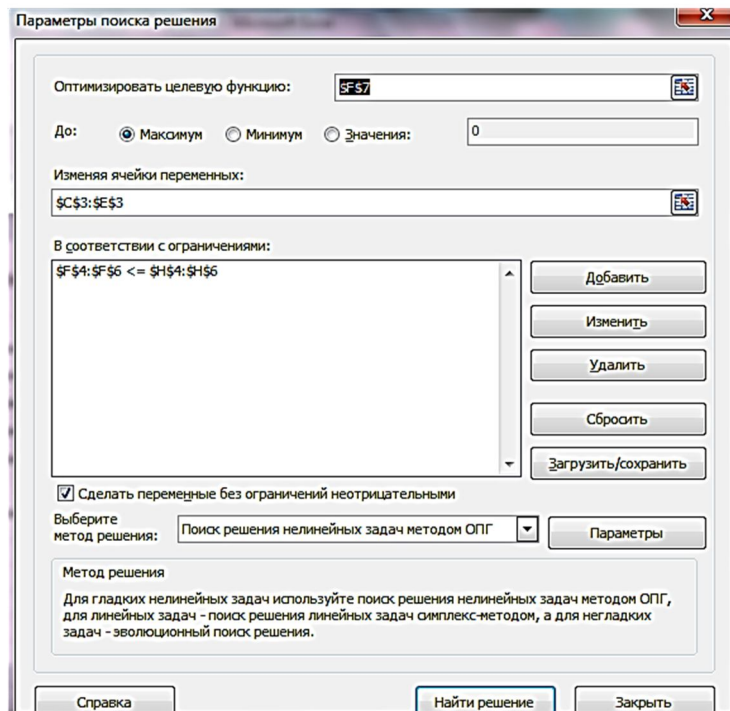 Параметры поиска решения
Оптимизировать целевую функцию:
$F$7
До:
Максимум
Минимум
Значения:
0
Изменяя ячейки переменных:
$C$3:$E$3
В соответствии с ограничениями:
$F$4:$F$6 <= $H$4:$H$6
Добавить
Изменить
Удалить
Сбросить
Загрузить/сохранить
Сделать переменные без ограничений неотрицательными
Выберите
метод решения:
Поиск решения нелинейных задач методом ОПГ
Параметры
Метод решения
Для гладких нелинейных задач используйте поиск решения нелинейных задач методом ОПГ,
для линейных задач - поиск решения линейных задач симплекс-методом, а для негладких
задач - эволюционный поиск решения.
Справка
Найти решение
Закрыть